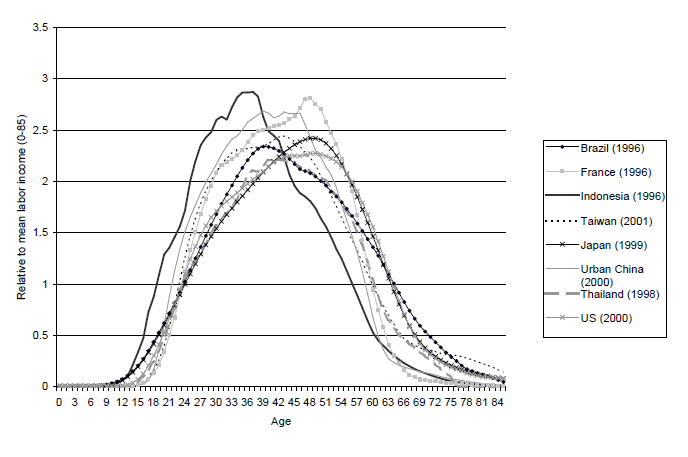 3.5
3
2.5
2
1.5
1
0.5
0
Relative to mean labor income (0-85)
0 3 6 9 12 15 18 21 24 27 30 33 36 39 42 45 48 51 54 57 60 63 66 69 72 75 78 81 84
Age
Brazil (1996)
France (1996)
Indonesia (1996)
Taiwan (2001)
Japan (1999)
Urban China
(2000)
Thailand (1998)
US (2000)